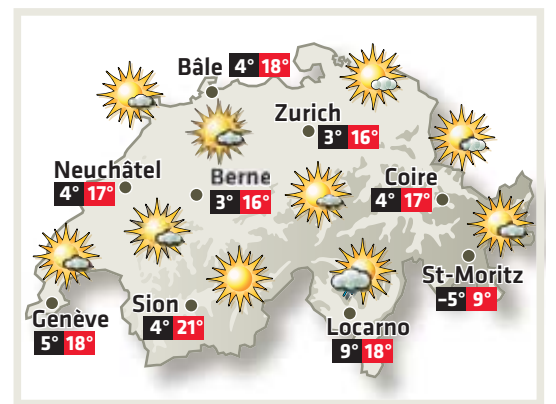 Bâle 4° 18°
Zurich
3° 16°
Neuchâtel
4° 17°
Berne
3° 16°
Coire
4° 17°
St-Moritz
–5° 9°
Sion
4° 21°
Genève
5° 18°
Locarno
9° 18°